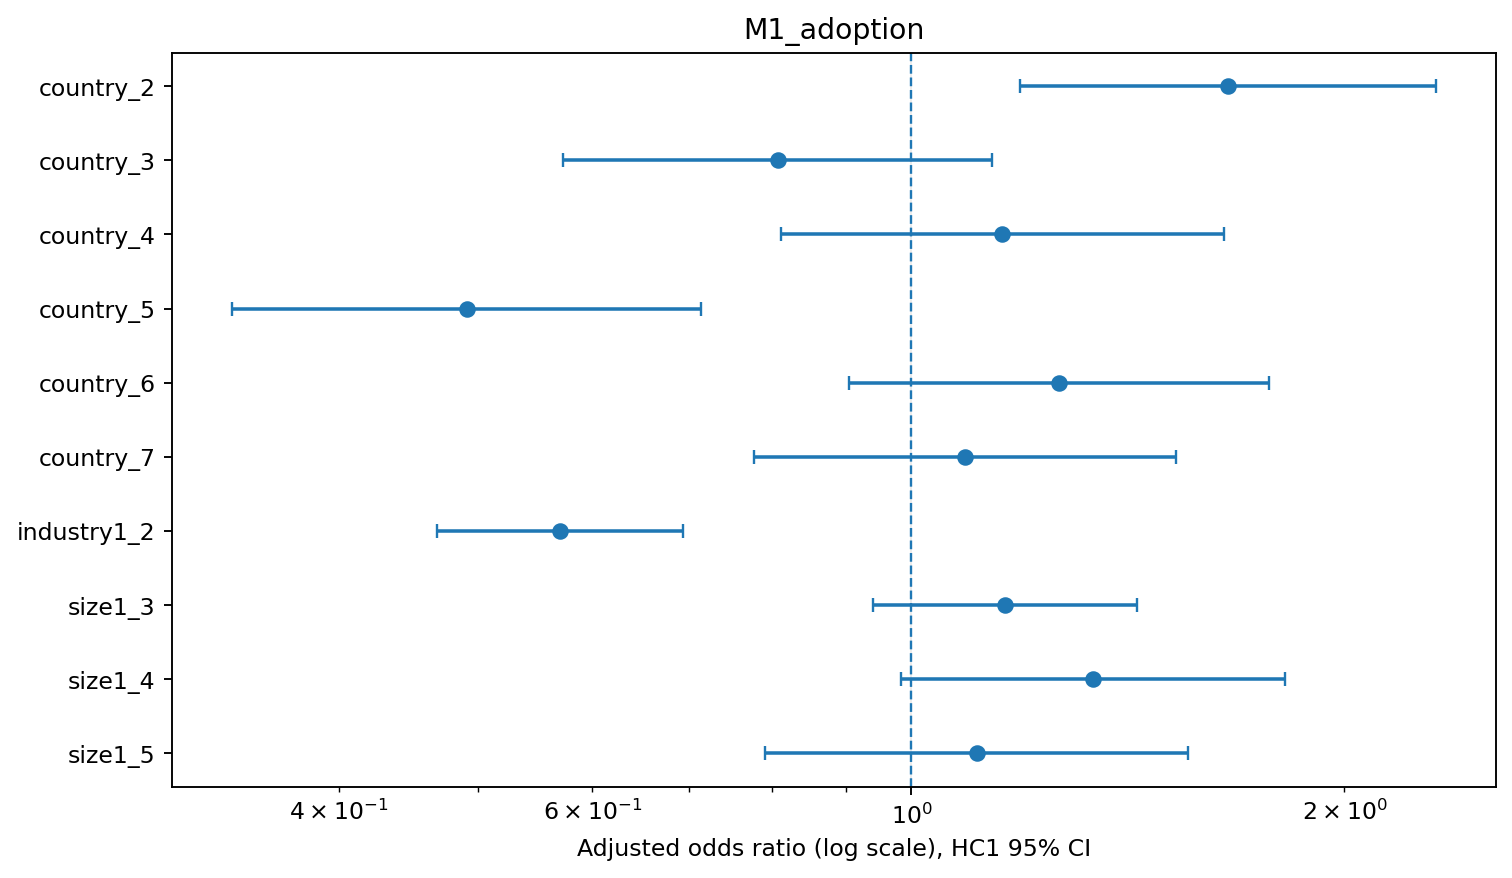 M1_adoption
country_2
country_3
country_4
country_5
country_6
country_7
industry1_2
size1_3
size1_4
size1_5
4 × 10⁻¹ 6 × 10⁻¹ 10⁰ 2 × 10⁰
Adjusted odds ratio (log scale), HC1 95% CI